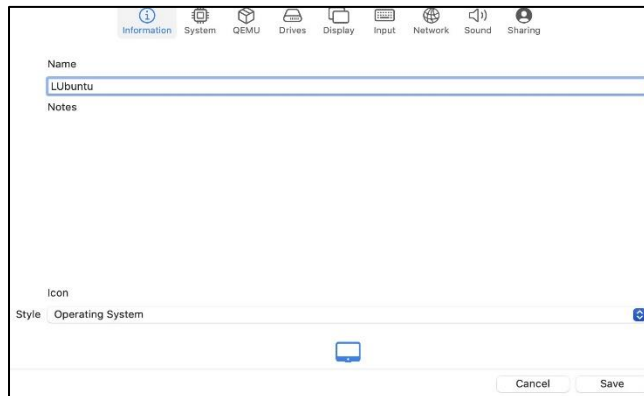 Information System QEMU Drives Display Input Network Sound Sharing
Name
LUbuntu
Notes
Icon
Style Operating System
Cancel Save